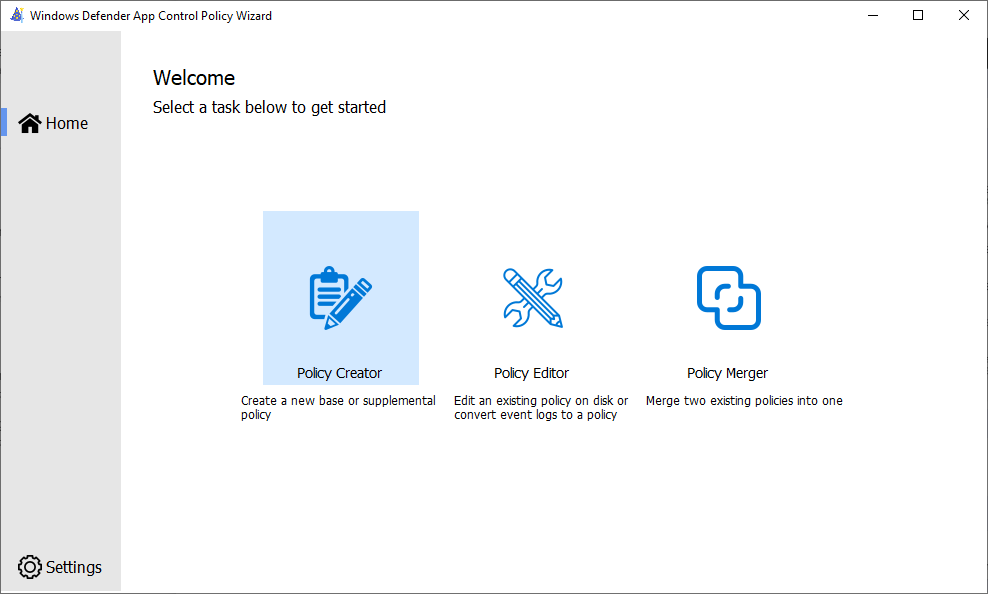 Windows Defender App Control Policy Wizard
Welcome
Select a task below to get started
Home
Policy Creator
Create a new base or supplemental
policy
Policy Editor
Edit an existing policy on disk or
convert event logs to a policy
Policy Merger
Merge two existing policies into one
Settings